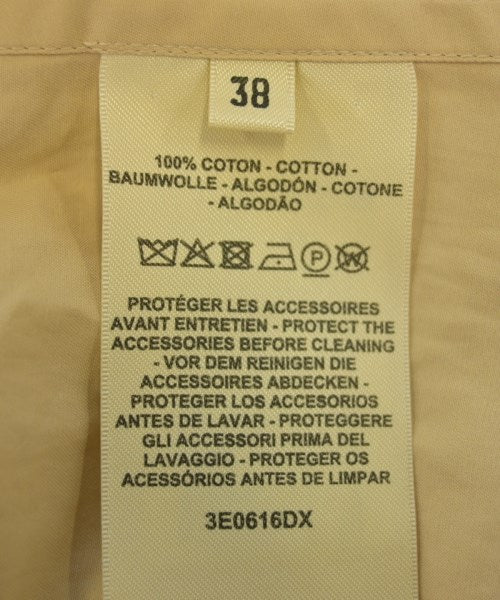 38
100% COTON - COTTON -
BAUMWOLLE - ALGODÓN - COTONE
- ALGODÃO
P W
PROTÉGER LES ACCESSOIRES
AVANT ENTRETIEN - PROTECT THE
ACCESSORIES BEFORE CLEANING
- VOR DEM REINIGEN DIE
ACCESSOIRES ABDECKEN -
PROTEGER LOS ACCESORIOS
ANTES DE LAVAR - PROTEGGERE
GLI ACCESSORI PRIMA DEL
LAVAGGIO - PROTEGER OS
ACESSÓRIOS ANTES DE LIMPAR
3E0616DX